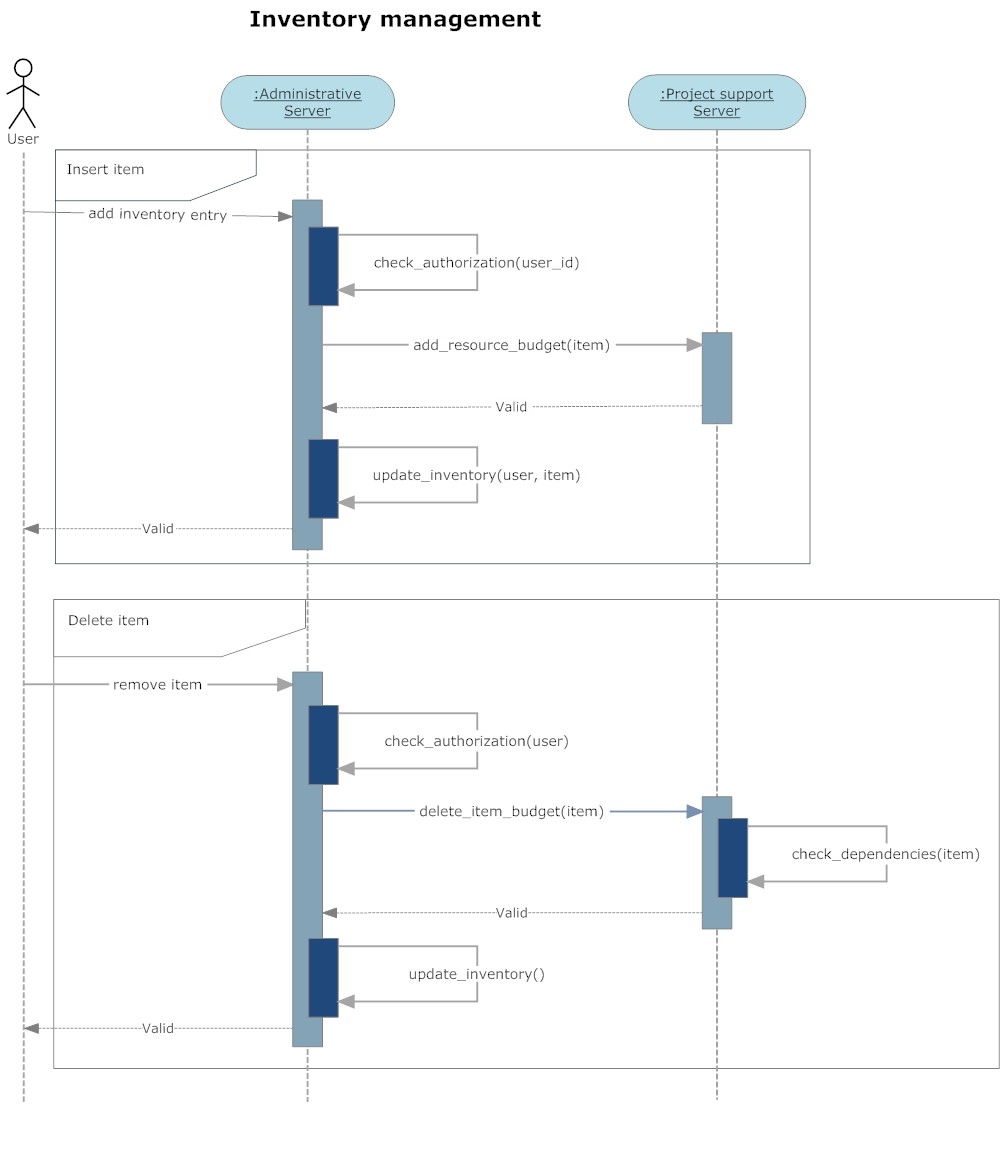 Inventory management
User
:Administrative
Server
:Project support
Server
Insert item
add inventory entry
check_authorization(user_id)
add_resource_budget(item)
Valid
update_inventory(user, item)
Valid
Delete item
remove item
check_authorization(user)
delete_item_budget(item)
check_dependencies(item)
Valid
update_inventory()
Valid